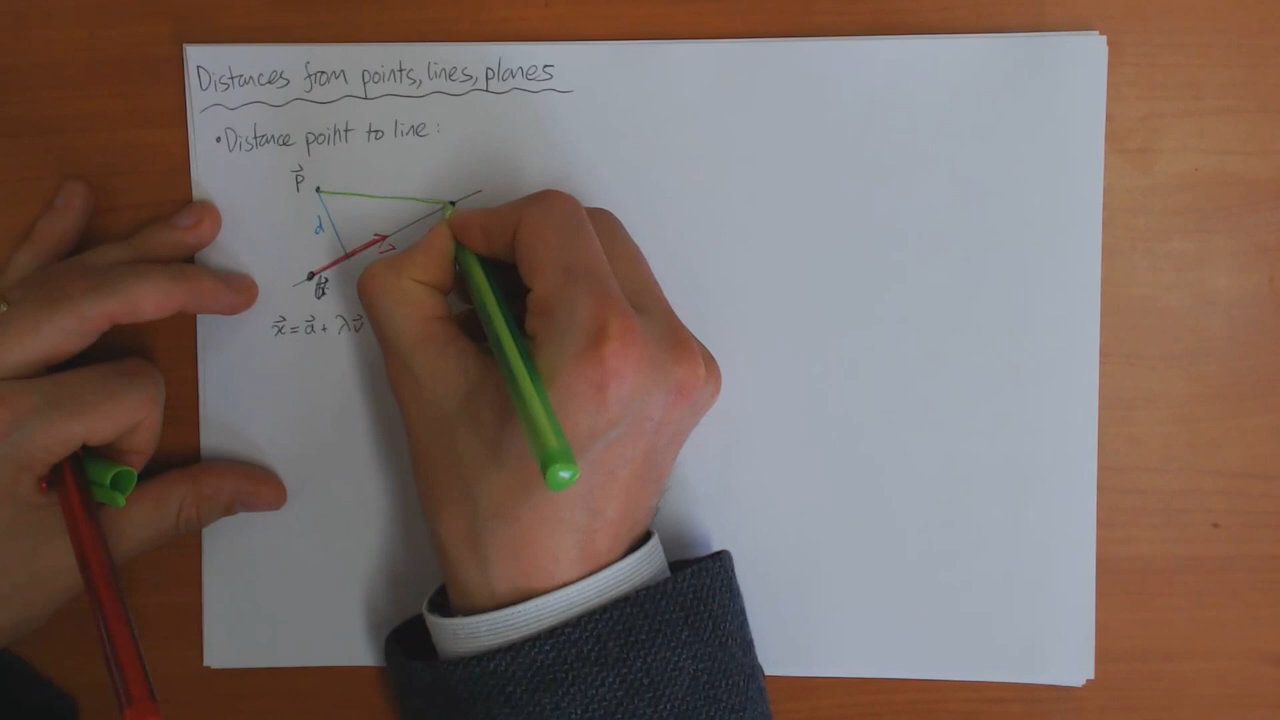 Distances from points, lines, planes
• Distance point to line:
p⃗
d
x⃗ = a⃗ + λv⃗